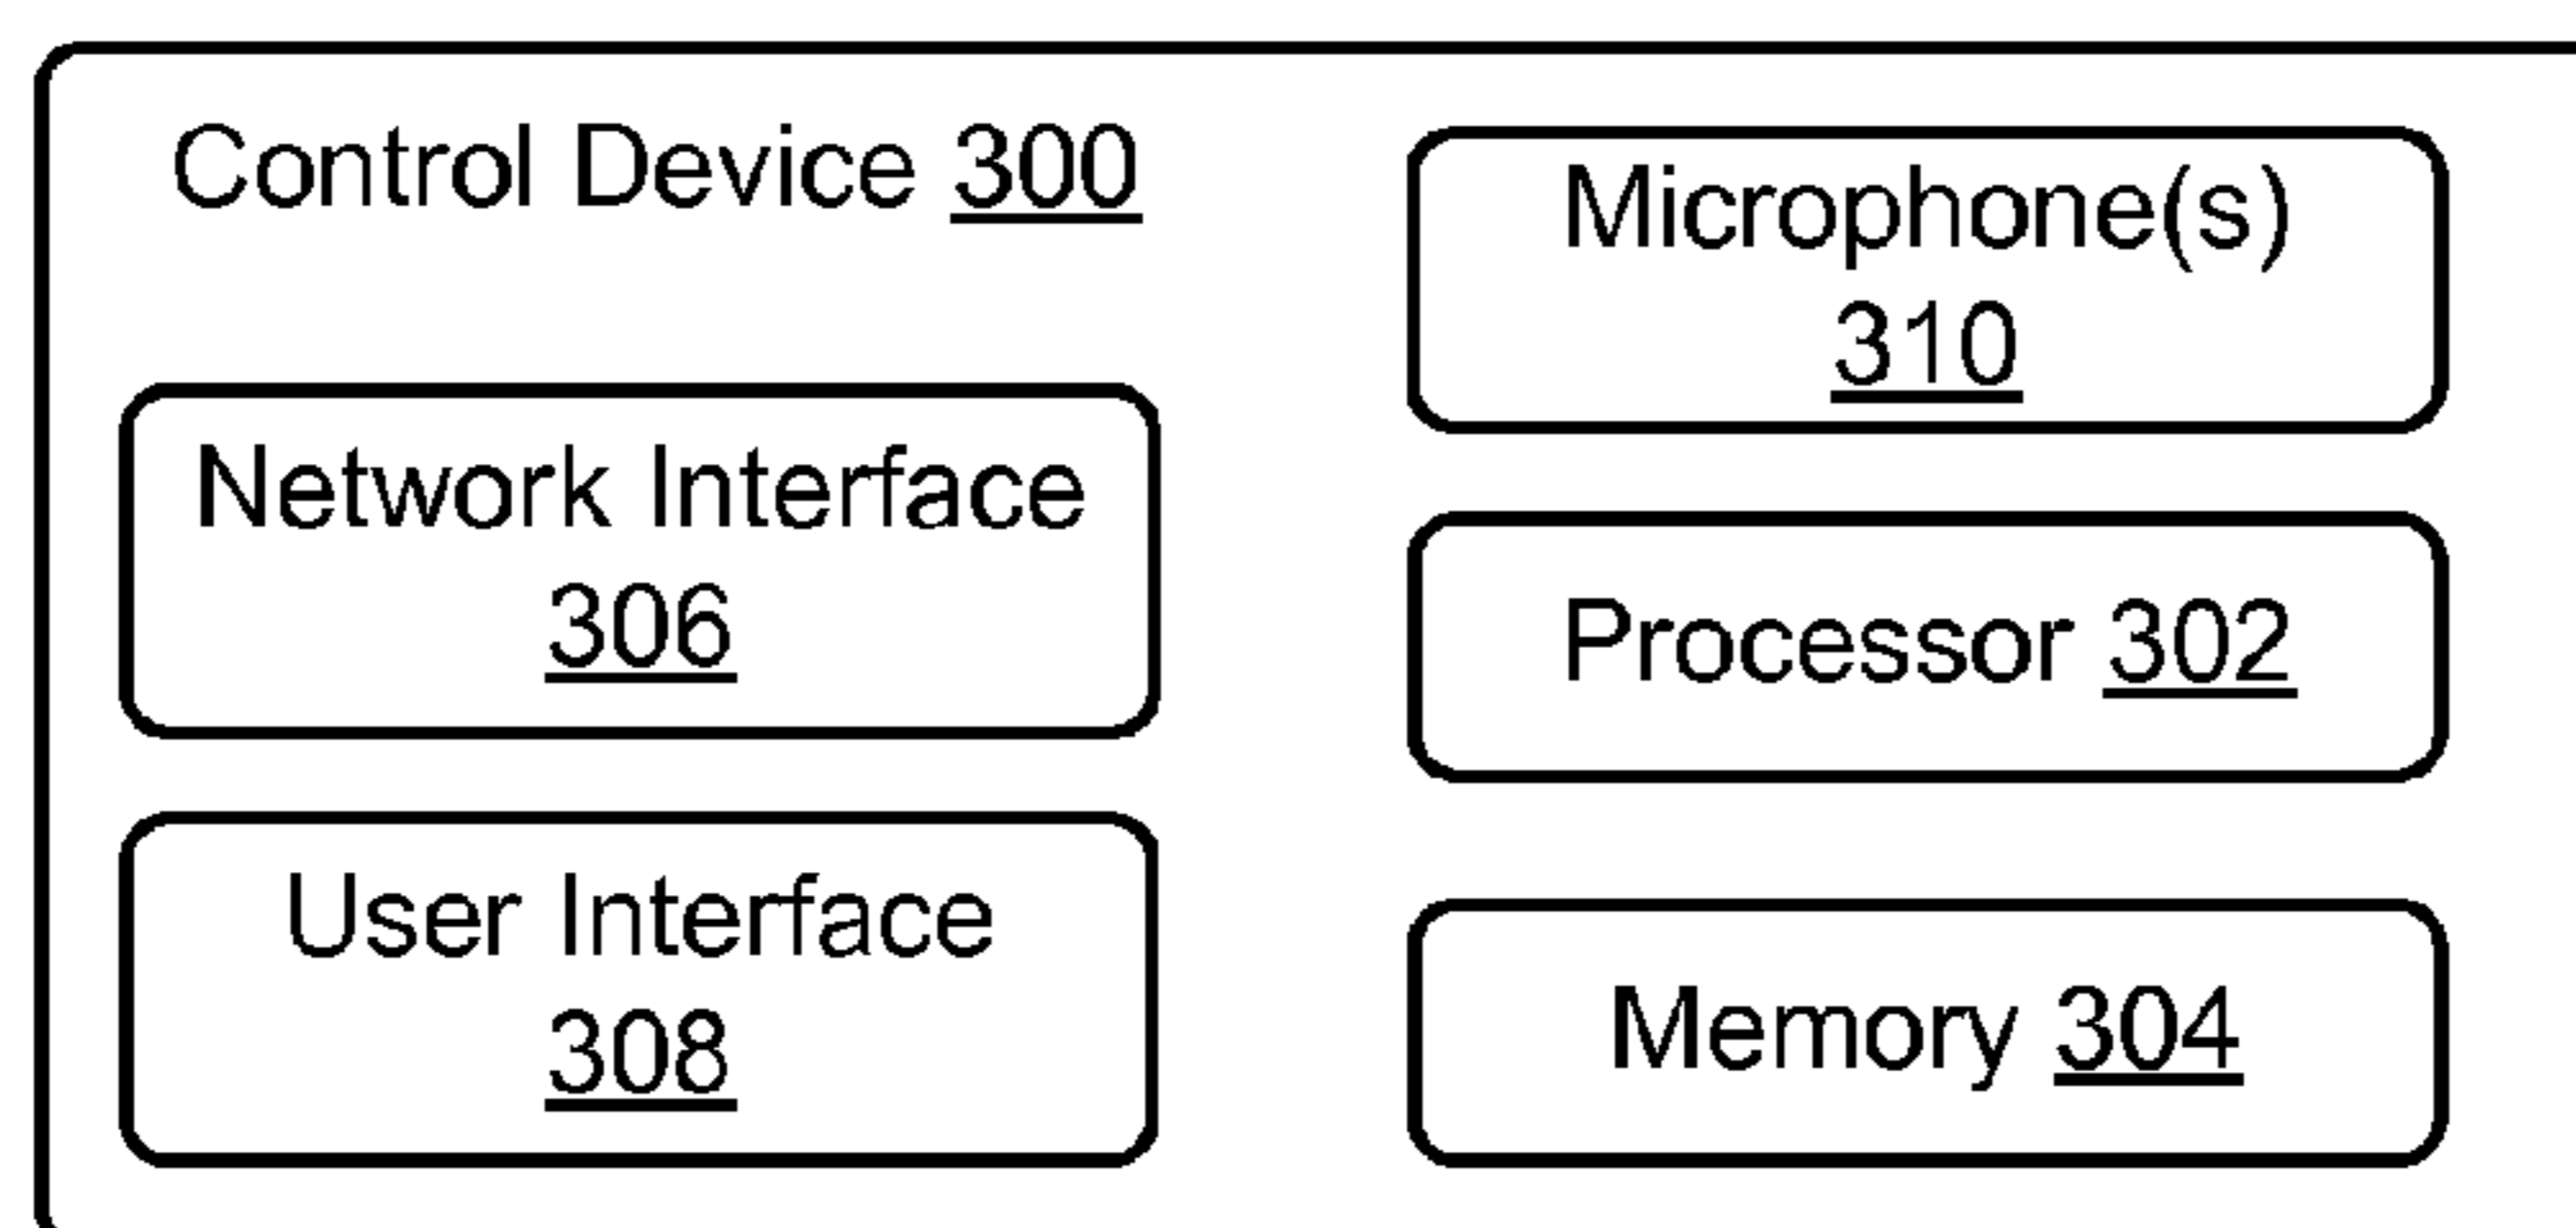 Control Device 300
Network Interface
306
User Interface
308
Microphone(s)
310
Processor 302
Memory 304